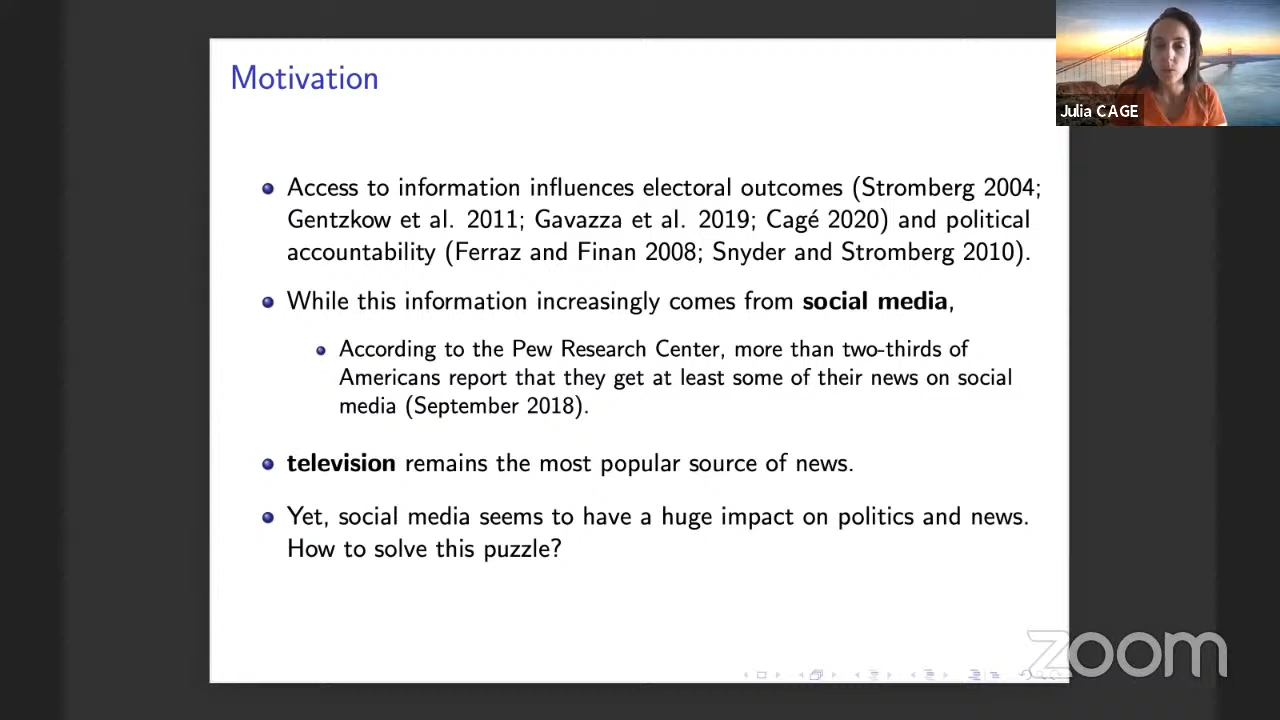 Motivation
Access to information influences electoral outcomes (Stromberg 2004;
Gentzkow et al. 2011; Gavazza et al. 2019; Cagé 2020) and political
accountability (Ferraz and Finan 2008; Snyder and Stromberg 2010).
While this information increasingly comes from social media,
According to the Pew Research Center, more than two-thirds of
Americans report that they get at least some of their news on social
media (September 2018).
television remains the most popular source of news.
Yet, social media seems to have a huge impact on politics and news.
How to solve this puzzle?
Julia CAGE
zoom